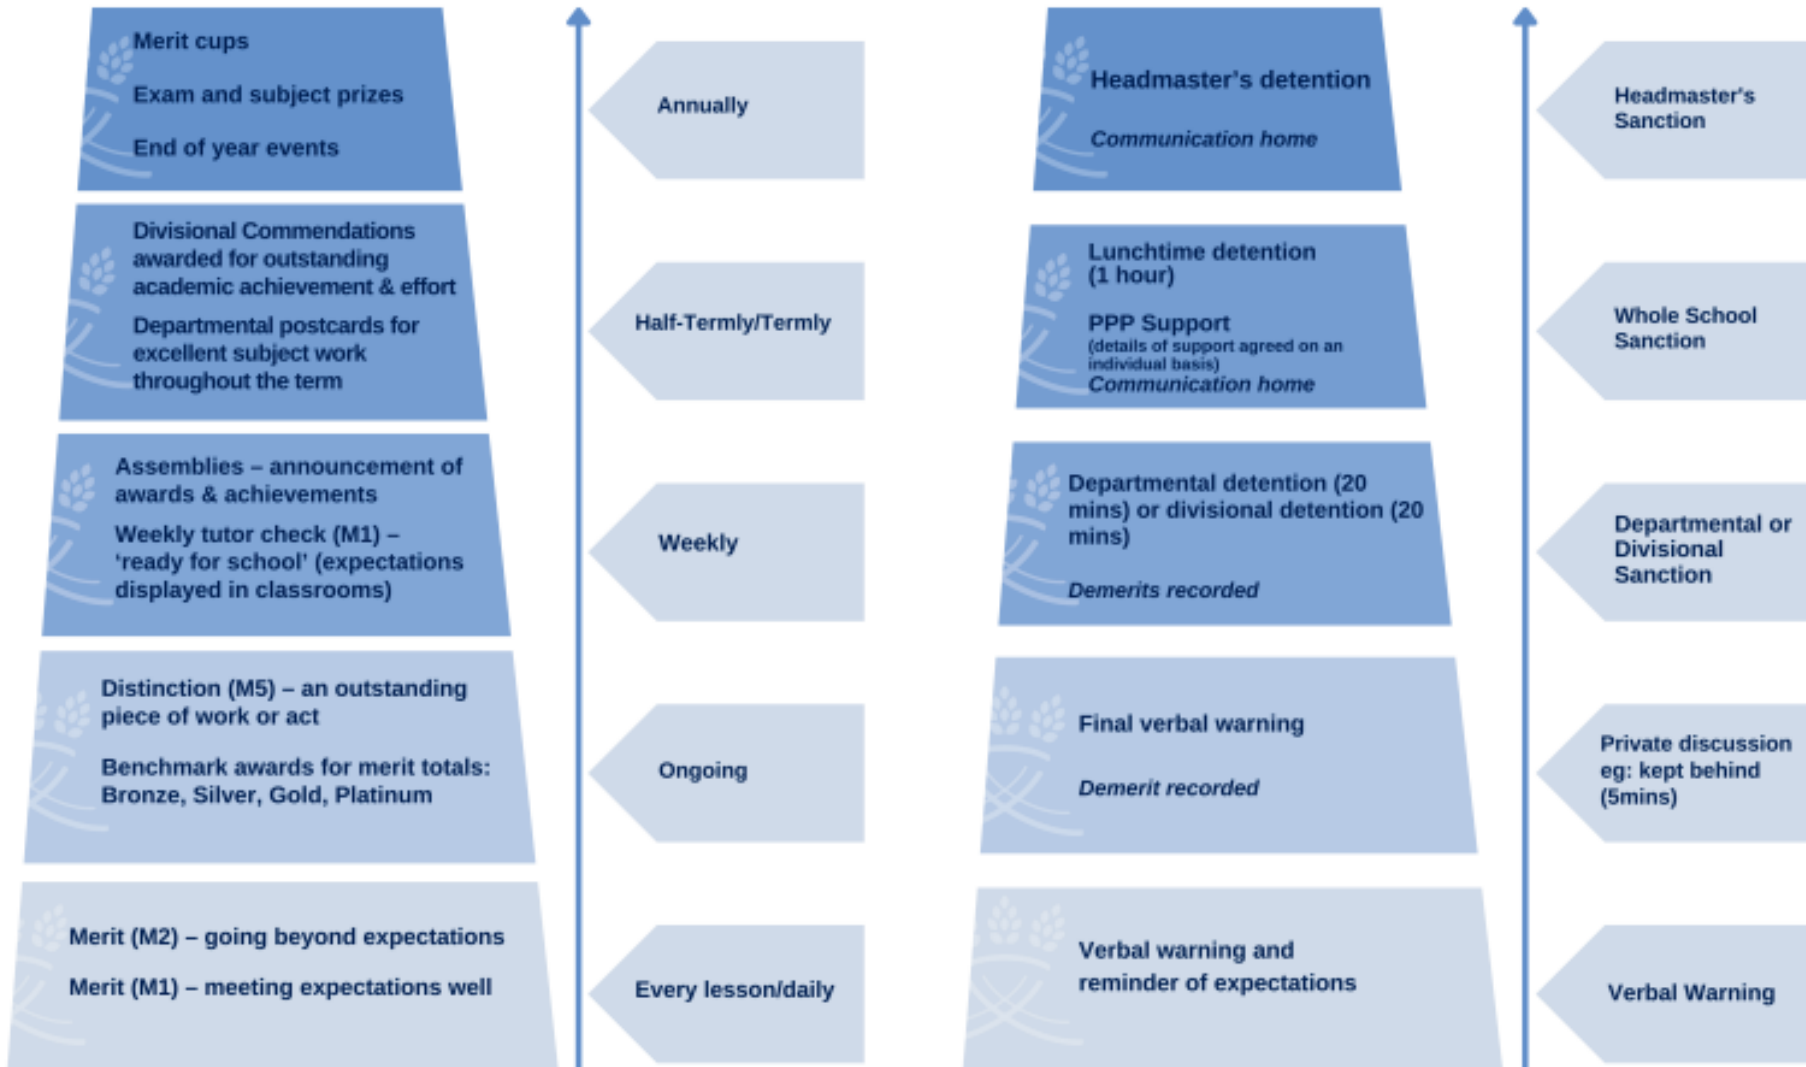 Merit cups
Exam and subject prizes
End of year events
Annually
Divisional Commendations
awarded for outstanding
academic achievement & effort
Departmental postcards for
excellent subject work
throughout the term
Half-Termly/Termly
Assemblies – announcement of
awards & achievements
Weekly tutor check (M1) –
‘ready for school’ (expectations
displayed in classrooms)
Weekly
Distinction (M5) – an outstanding
piece of work or act
Benchmark awards for merit totals:
Bronze, Silver, Gold, Platinum
Ongoing
Merit (M2) – going beyond expectations
Merit (M1) – meeting expectations well
Every lesson/daily
Headmaster's detention
Communication home
Headmaster's
Sanction
Lunchtime detention
(1 hour)
PPP Support
(details of support agreed on an
individual basis)
Communication home
Whole School
Sanction
Departmental detention (20
mins) or divisional detention (20
mins)
Demerits recorded
Departmental or
Divisional
Sanction
Final verbal warning
Demerit recorded
Private discussion
eg: kept behind
(5mins)
Verbal warning and
reminder of expectations
Verbal Warning